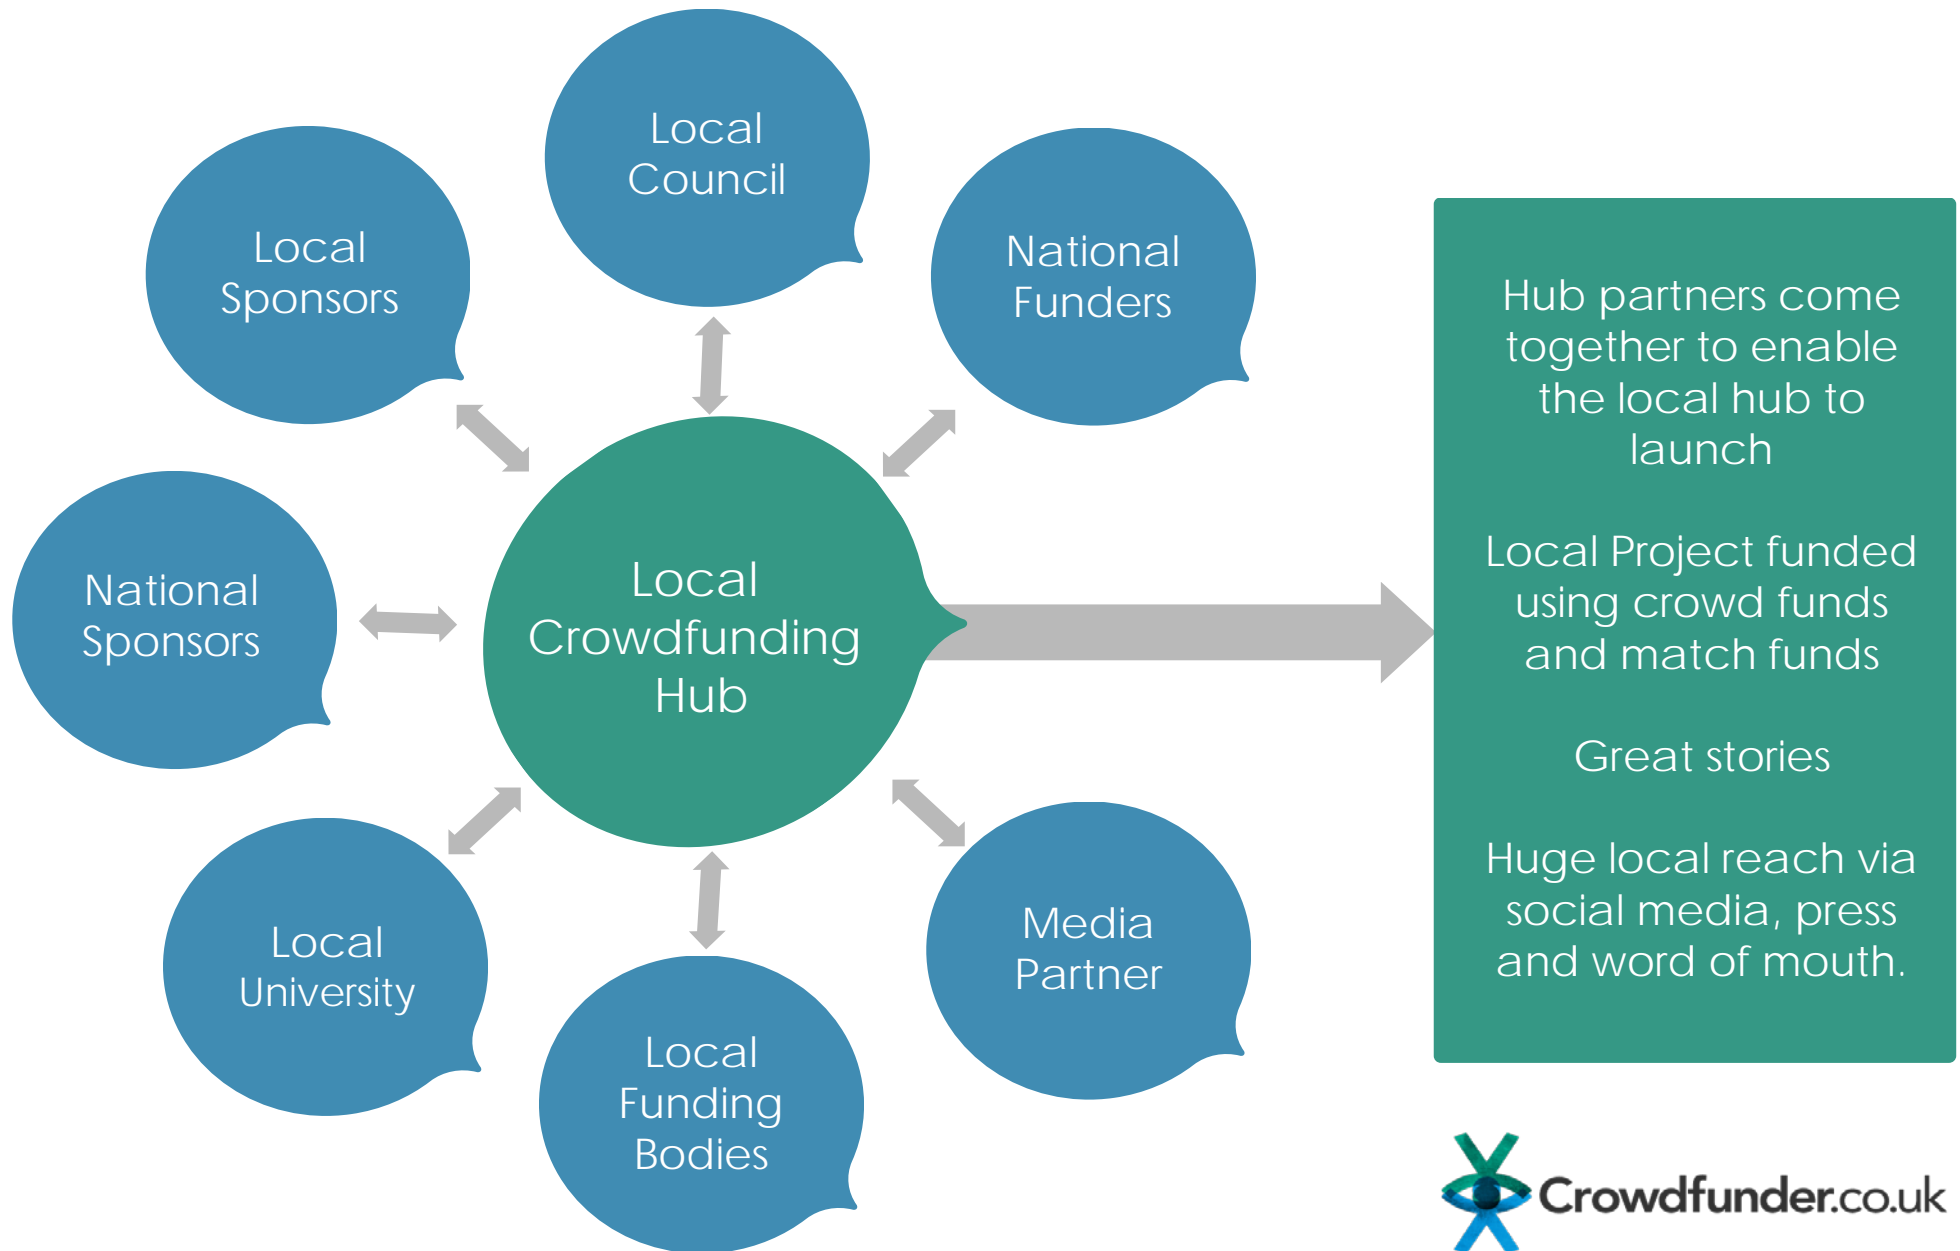 Local
Council
Local
Sponsors
National
Funders
National
Sponsors
Local
Crowdfunding
Hub
Local
University
Local
Funding
Bodies
Media
Partner
Hub partners come
together to enable
the local hub to
launch
Local Project funded
using crowd funds
and match funds
Great stories
Huge local reach via
social media, press
and word of mouth.
Crowdfunder.co.uk